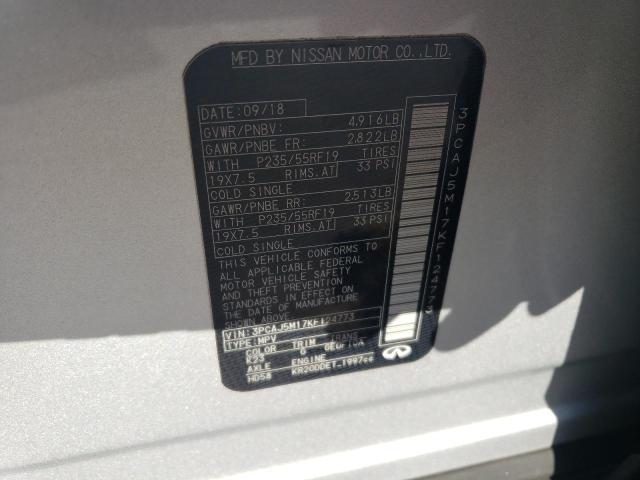 MFD BY NISSAN MOTOR CO.,LTD.
DATE: 09/18
GVWR/PNBV: 4,916LB
GAWR/PNBE FR: 2,822LB
WITH P235/55RF19 TIRES
19X7.5 RIMS.AT 33 PSI
COLD SINGLE
GAWR/PNBE RR: 2,513LB
WITH P235/55RF19 TIRES
19X7.5 RIMS.AT 33 PSI
COLD SINGLE
THIS VEHICLE CONFORMS TO
ALL APPLICABLE FEDERAL
MOTOR VEHICLE SAFETY
AND THEFT PREVENTION
STANDARDS IN EFFECT ON
THE DATE OF MANUFACTURE
SHOWN ABOVE.
VIN: 3PCAJ5M17KF124773
TYPE: MPV
COLOR TRIM TRANS
K23 G
AXLE ENGINE
HD58 KR20DDET 1997cc
3PCAJ5M17KF124773